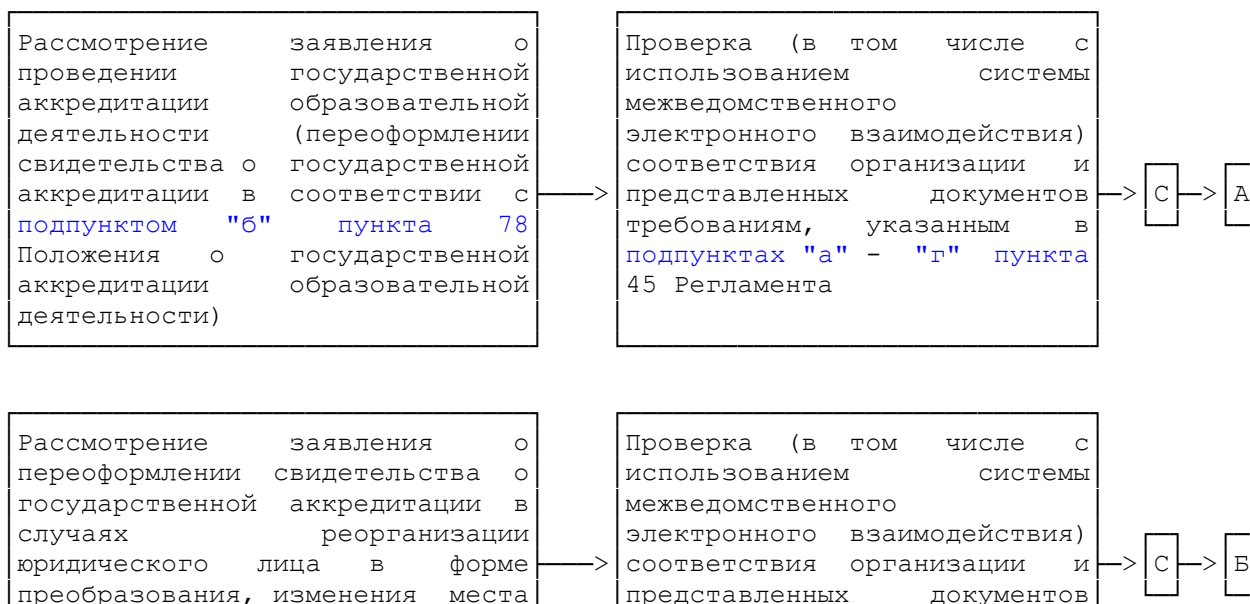 Рассмотрение заявления о
проведении государственной
аккредитации образовательной
деятельности (переоформлении
свидетельства о государственной
аккредитации в соответствии с
подпунктом "б" пункта 78
Положения о государственной
аккредитации образовательной
деятельности)
Проверка (в том числе с
использованием системы
межведомственного
электронного взаимодействия)
соответствия организации и
представленных документов
требованиям, указанным в
подпунктах "а" - "г" пункта
45 Регламента
С
А
Рассмотрение заявления о
переоформлении свидетельства о
государственной аккредитации в
случаях реорганизации
юридического лица в форме
преобразования, изменения места
Проверка (в том числе с
использованием системы
межведомственного
электронного взаимодействия)
соответствия организации и
представленных документов
С
Б